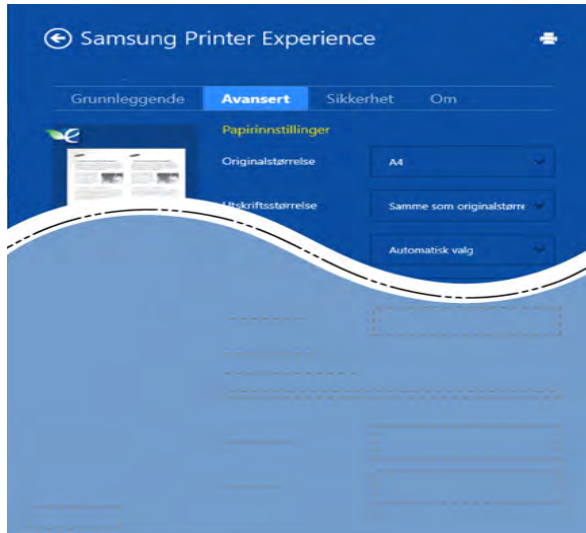 Samsung Printer Experience
Grunnleggende Avansert Sikkerhet Om
Papirinnstillinger
Originalstørrelse A4
Utskriftsstørrelse Samme som originalstørre
Automatisk valg